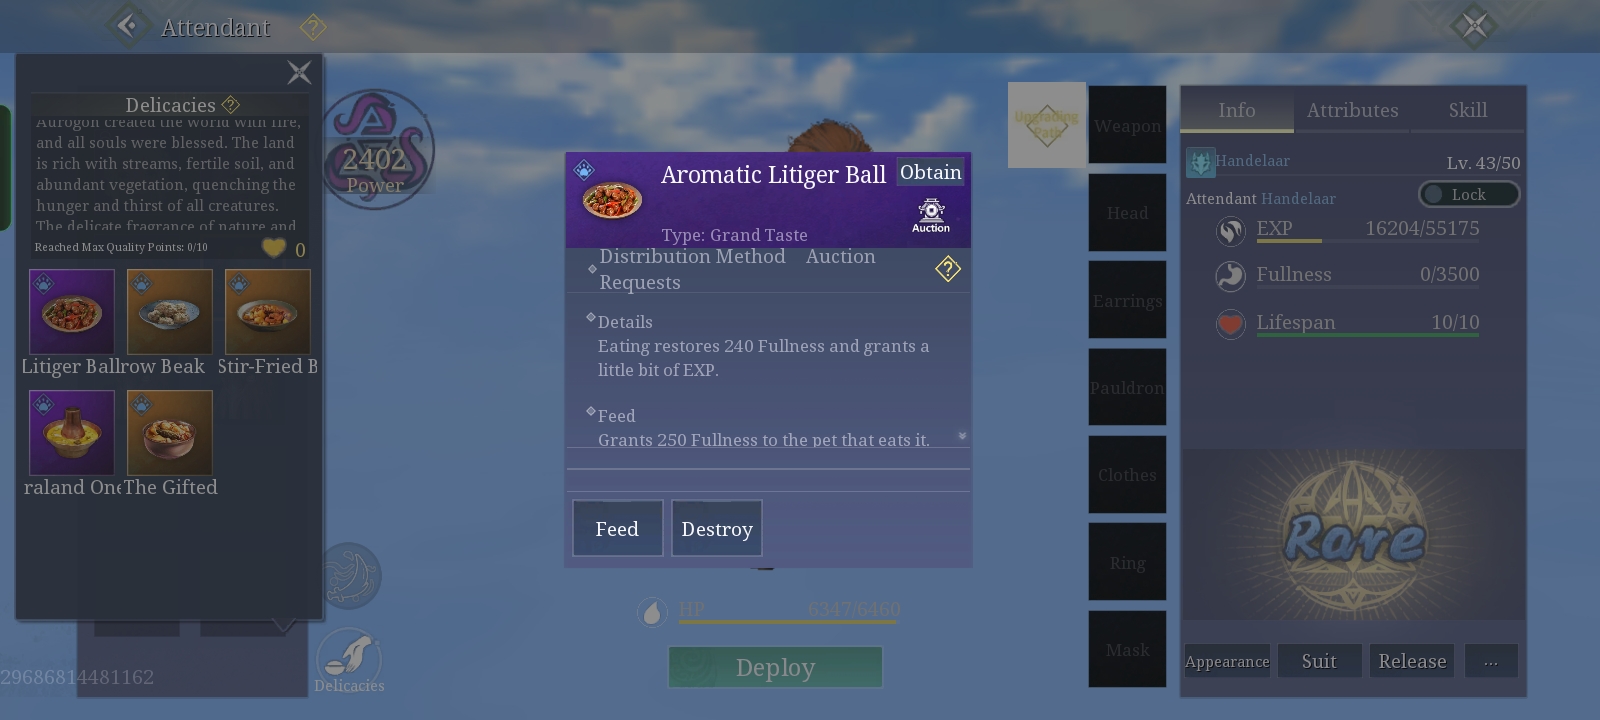 Attendant
Delicacies
Aurogon created the world with fire,
and all souls were blessed. The land
is rich with streams, fertile soil, and
abundant vegetation, quenching the
hunger and thirst of all creatures.
The delicate fragrance of nature and
Reached Max Quality Points: 0/10
0
Litiger Ball
row Beak
Stir-Fried B
raland One
The Gifted
2402
Power
Aromatic Litiger Ball
Obtain
Auction
Type: Grand Taste
Distribution Method Auction
Requests
Details
Eating restores 240 Fullness and grants a
little bit of EXP.
Feed
Grants 250 Fullness to the pet that eats it.
Feed
Destroy
HP
6347/6460
Deploy
Delicacies
29686814481162
Upgrading
Path
Weapon
Head
Earrings
Pauldron
Clothes
Ring
Mask
Info
Attributes
Skill
Handelaar
Lv. 43/50
Attendant Handelaar
Lock
EXP
16204/55175
Fullness
0/3500
Lifespan
10/10
Rare
Appearance
Suit
Release
...